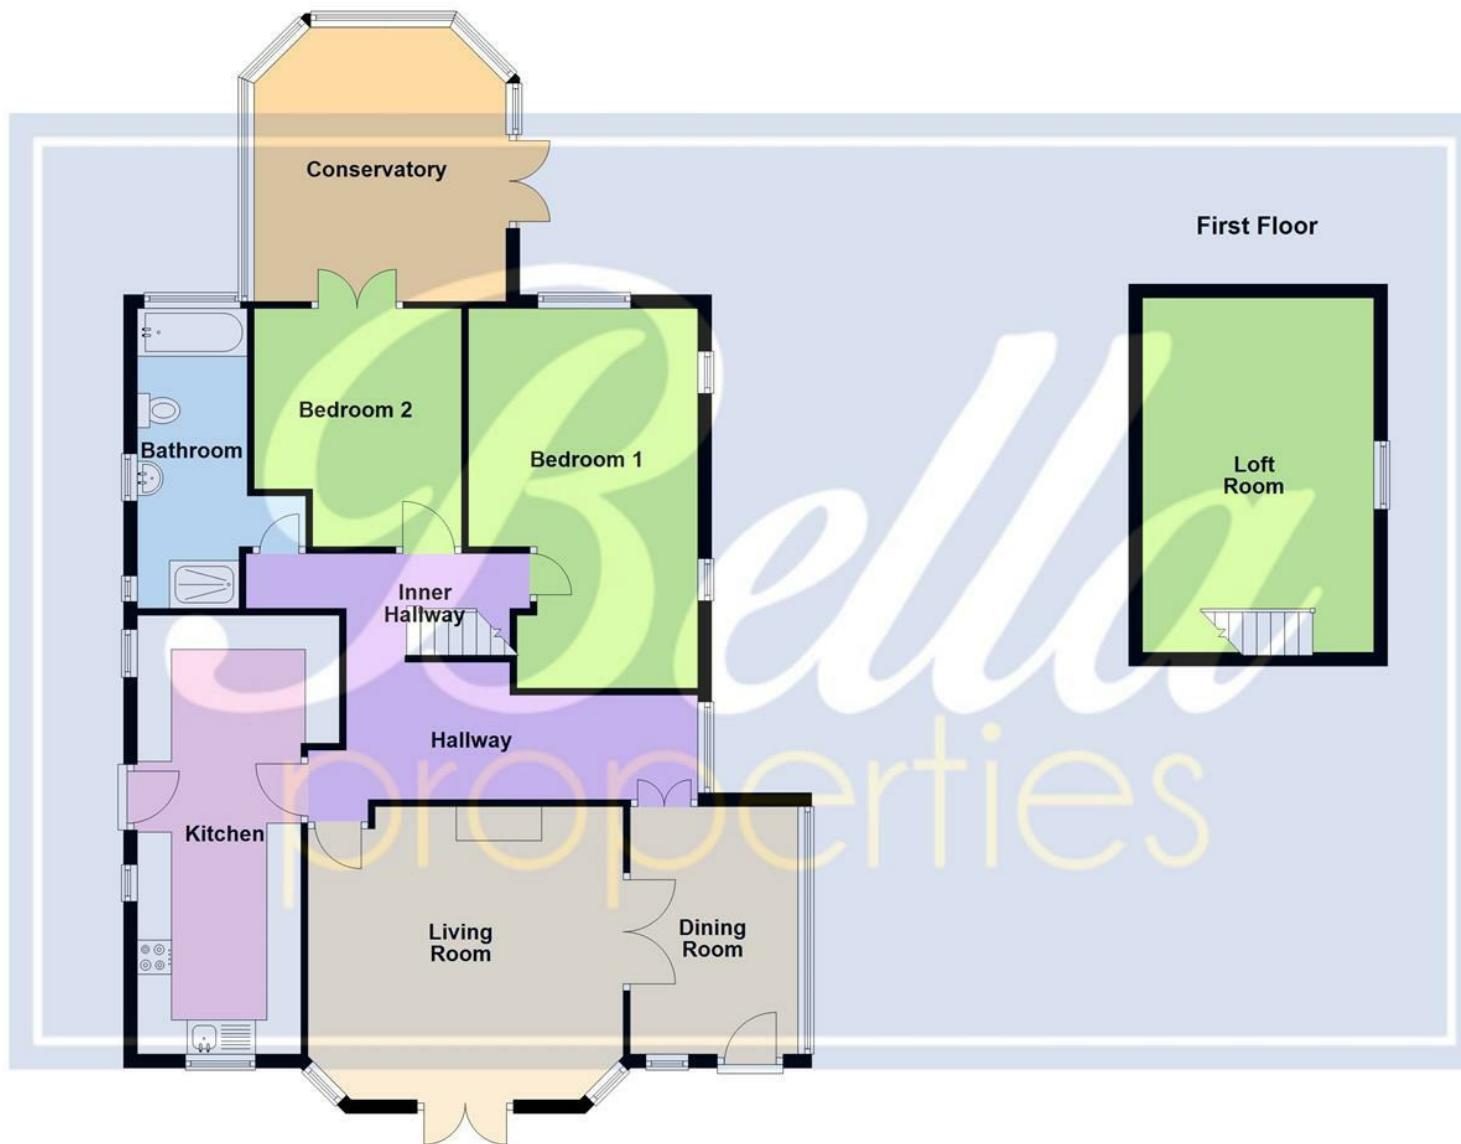 Conservatory
First Floor
Bedroom 2
Bathroom
Bedroom 1
Loft
Room
Inner
Hallway
Hallway
Kitchen
Living
Room
Dining
Room
Bella
properties